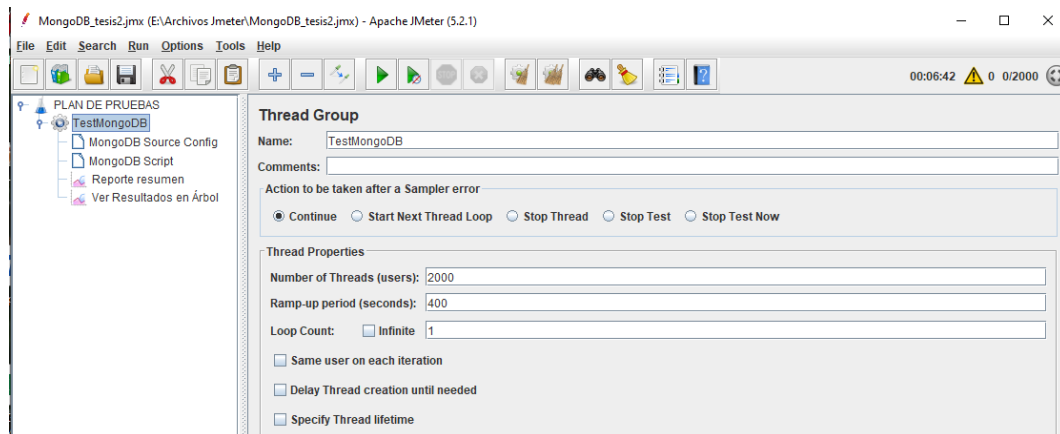 MongoDB_tesis2.jmx (E:\Archivos Jmeter\MongoDB_tesis2.jmx) - Apache JMeter (5.2.1)
File Edit Search Run Options Tools Help
00:06:42 0 0/2000
PLAN DE PRUEBAS
TestMongoDB
MongoDB Source Config
MongoDB Script
Reporte resumen
Ver Resultados en Árbol
Thread Group
Name: TestMongoDB
Comments:
Action to be taken after a Sampler error
Continue Start Next Thread Loop Stop Thread Stop Test Stop Test Now
Thread Properties
Number of Threads (users): 2000
Ramp-up period (seconds): 400
Loop Count: Infinite 1
Same user on each iteration
Delay Thread creation until needed
Specify Thread lifetime